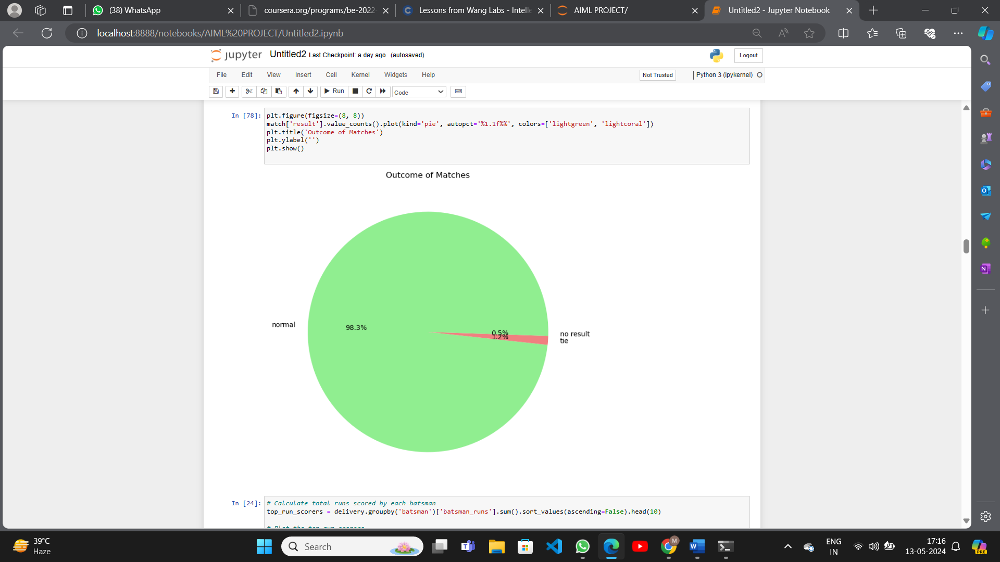 (38) WhatsApp
coursera.org/programs/be-2022-
Lessons from Wang Labs - Intelle
AIML PROJECT/
Untitled2 - Jupyter Notebook
localhost:8888/notebooks/AIML%20PROJECT/Untitled2.ipynb
jupyter Untitled2 Last Checkpoint: a day ago (autosaved)
Logout
File Edit View Insert Cell Kernel Widgets Help
Not Trusted
Python 3 (ipykernel)
Run
Code
In [78]:
plt.figure(figsize=(8, 8))
match['result'].value_counts().plot(kind='pie', autopct='%1.1f%%', colors=['lightgreen', 'lightcoral'])
plt.title('Outcome of Matches')
plt.ylabel('')
plt.show()
Outcome of Matches
normal
98.3%
0.5%
1.2%
no result
tie
In [24]:
# Calculate total runs scored by each batsman
top_run_scorers = delivery.groupby('batsman')['batsman_runs'].sum().sort_values(ascending=False).head(10)
# Plot the top run scorers
39°C
Haze
Search
ENG
IN
17:16
13-05-2024
PRE